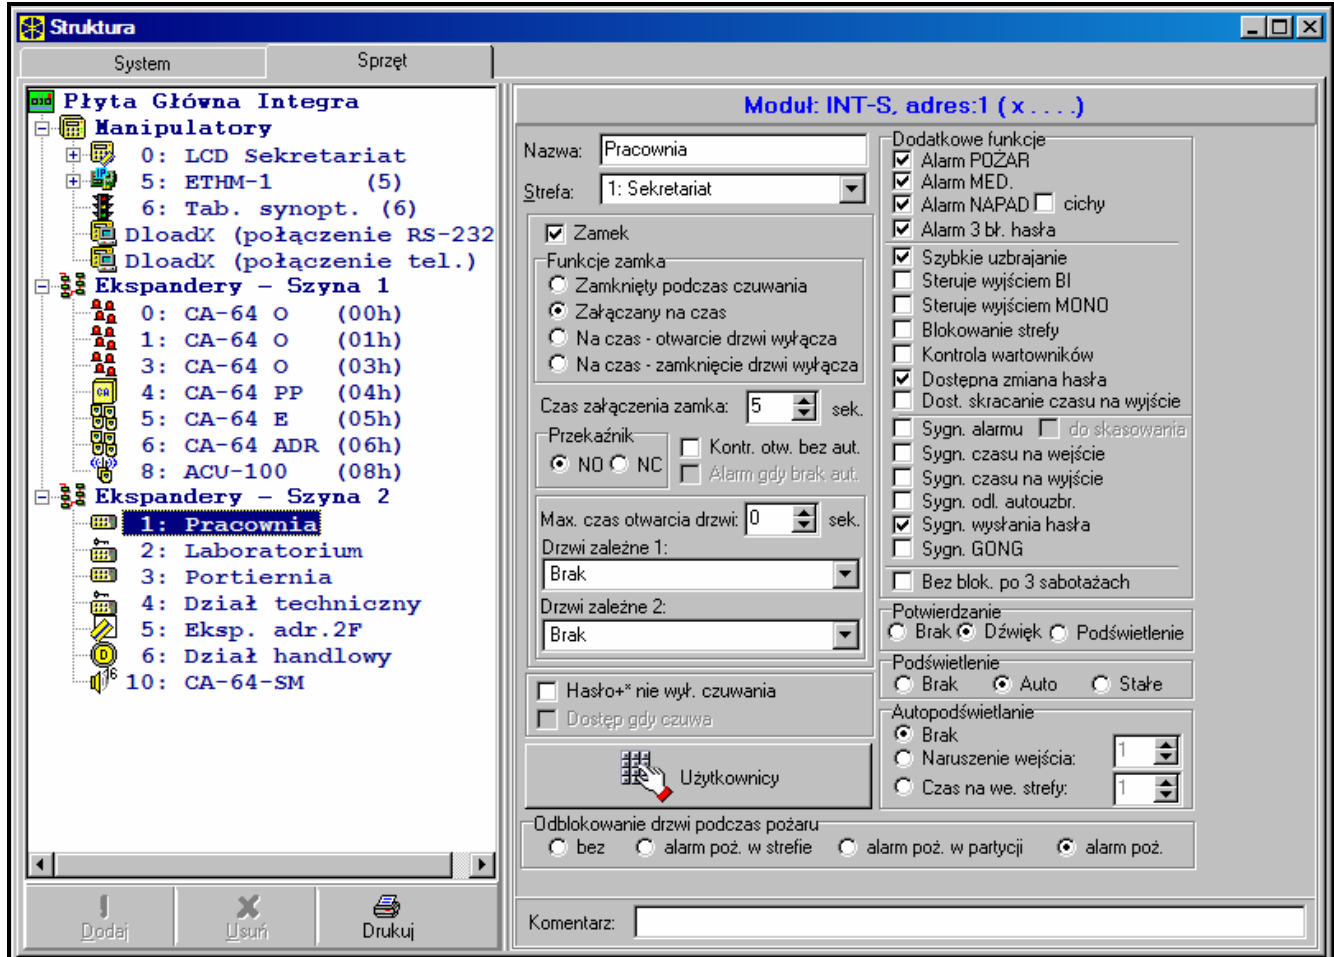 Struktura
System
Sprzęt
Płyta Główna Integra
Manipulatory
0: LCD Sekretariat
5: ETHM-1 (5)
6: Tab. synopt. (6)
DloadX (połączenie RS-232
DloadX (połączenie tel.)
Ekspandery - Szyna 1
0: CA-64 O (00h)
1: CA-64 O (01h)
3: CA-64 O (03h)
4: CA-64 PP (04h)
5: CA-64 E (05h)
6: CA-64 ADR (06h)
8: ACU-100 (08h)
Ekspandery - Szyna 2
1: Pracownia
2: Laboratorium
3: Portiernia
4: Dział techniczny
5: Eksp. adr.2F
6: Dział handlowy
10: CA-64-SM
Dodaj
Usuń
Drukuj
Moduł: INT-S, adres:1 ( x . . . .)
Nazwa: Pracownia
Strefa: 1: Sekretariat
Zamek
Funkcje zamka
Zamknięty podczas czuwania
Załączany na czas
Na czas - otwarcie drzwi wyłącza
Na czas - zamknięcie drzwi wyłącza
Czas załączenia zamka: 5 sek.
Przekaźnik
NO NC
Kontr. otw. bez aut.
Alarm gdy brak aut.
Max. czas otwarcia drzwi: 0 sek.
Drzwi zależne 1:
Brak
Drzwi zależne 2:
Brak
Hasło+* nie wył. czuwania
Dostęp gdy czuwa
Użytkownicy
Dodatkowe funkcje
Alarm POŻAR
Alarm MED.
Alarm NAPAD cichy
Alarm 3 bł. hasła
Szybkie uzbrajanie
Steruje wyjściem BI
Steruje wyjściem MONO
Blokowanie strefy
Kontrola wartowników
Dostępna zmiana hasła
Dost. skracanie czasu na wyjście
Sygn. alarmu do skasowania
Sygn. czasu na wejście
Sygn. czasu na wyjście
Sygn. odl. autouzbr.
Sygn. wysłania hasła
Sygn. GONG
Bez blok. po 3 sabotażach
Potwierdzanie
Brak Dźwięk Podświetlenie
Podświetlenie
Brak Auto Stałe
Autopodświetlanie
Brak
Naruszenie wejścia: 1
Czas na we. strefy: 1
Odblokowanie drzwi podczas pożaru
bez alarm poż. w strefie alarm poż. w partycji alarm poż.
Komentarz: